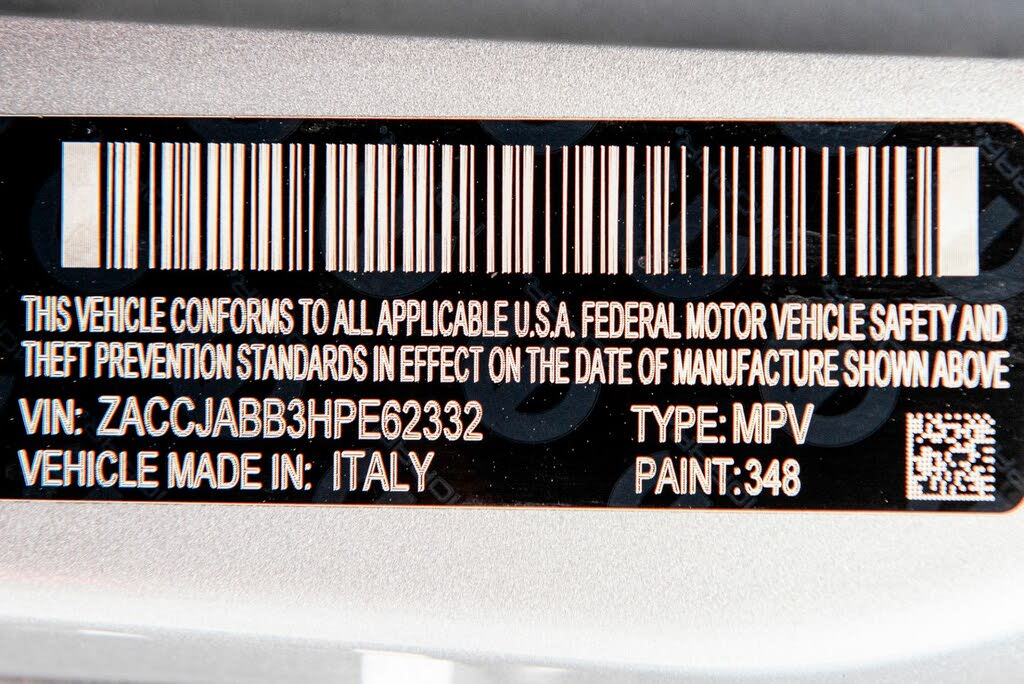 THIS VEHICLE CONFORMS TO ALL APPLICABLE U.S.A. FEDERAL MOTOR VEHICLE SAFETY AND
THEFT PREVENTION STANDARDS IN EFFECT ON THE DATE OF MANUFACTURE SHOWN ABOVE
VIN: ZACCJABB3HPE62332 TYPE: MPV
VEHICLE MADE IN: ITALY PAINT:348